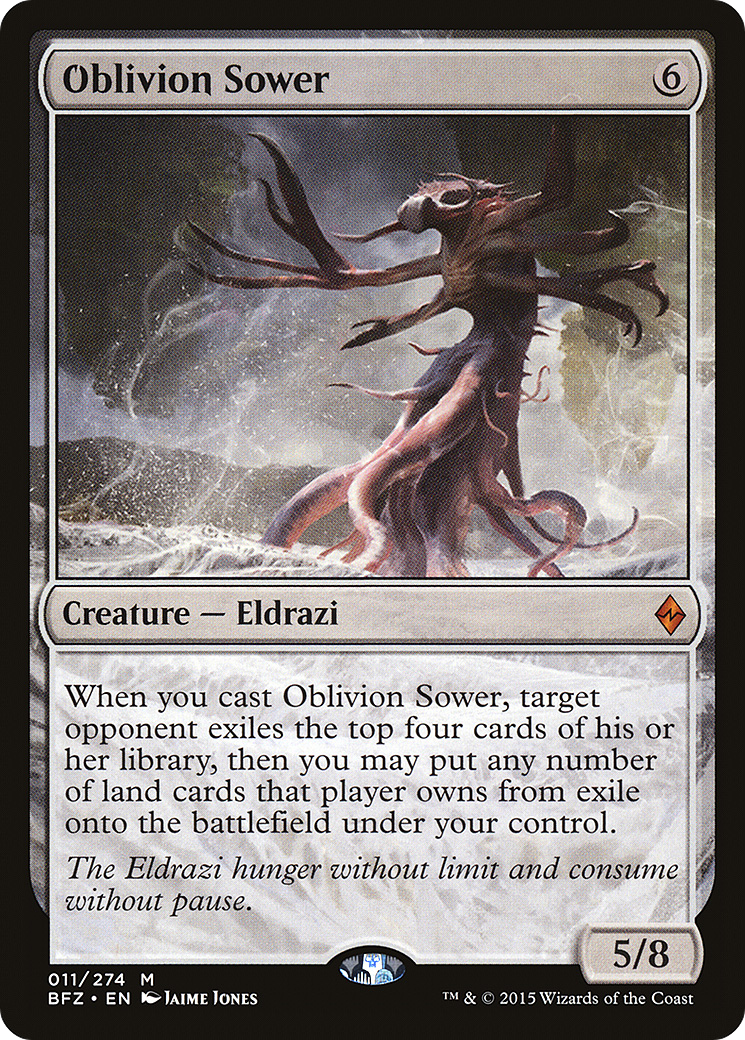 Oblivion Sower 6
Creature — Eldrazi
When you cast Oblivion Sower, target
opponent exiles the top four cards of his or
her library, then you may put any number
of land cards that player owns from exile
onto the battlefield under your control.
The Eldrazi hunger without limit and consume
without pause.
5/8
011/274 M
BFZ • EN Jaime Jones
™ & © 2015 Wizards of the Coast